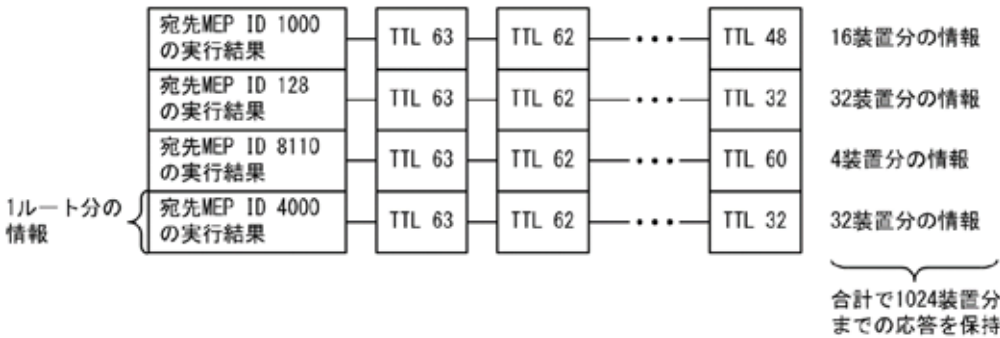 宛先MEP ID 1000
の実行結果
TTL 63
TTL 62
・・・
TTL 48
16装置分の情報
宛先MEP ID 128
の実行結果
TTL 63
TTL 62
・・・
TTL 32
32装置分の情報
宛先MEP ID 8110
の実行結果
TTL 63
TTL 62
・・・
TTL 60
4装置分の情報
1ルート分の
情報
宛先MEP ID 4000
の実行結果
TTL 63
TTL 62
・・・
TTL 32
32装置分の情報
合計で1024装置分
までの応答を保持